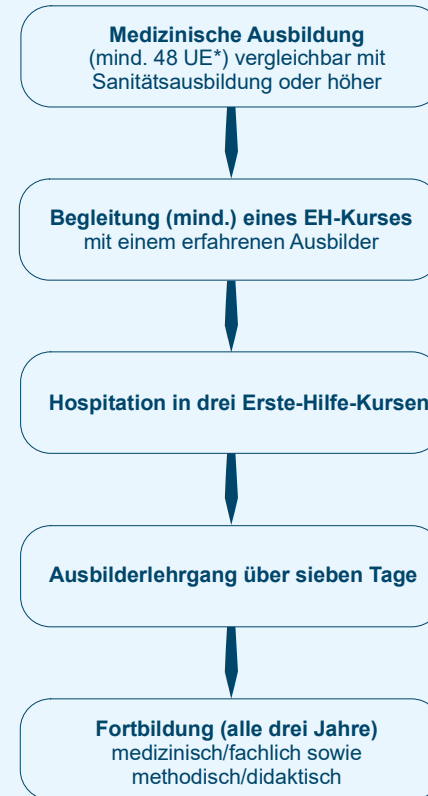 Medizinische Ausbildung
(mind. 48 UE*) vergleichbar mit
Sanitätsausbildung oder höher
Begleitung (mind.) eines EH-Kurses
mit einem erfahrenen Ausbilder
Hospitation in drei Erste-Hilfe-Kursen
Ausbilderlehrgang über sieben Tage
Fortbildung (alle drei Jahre)
medizinisch/fachlich sowie
methodisch/didaktisch